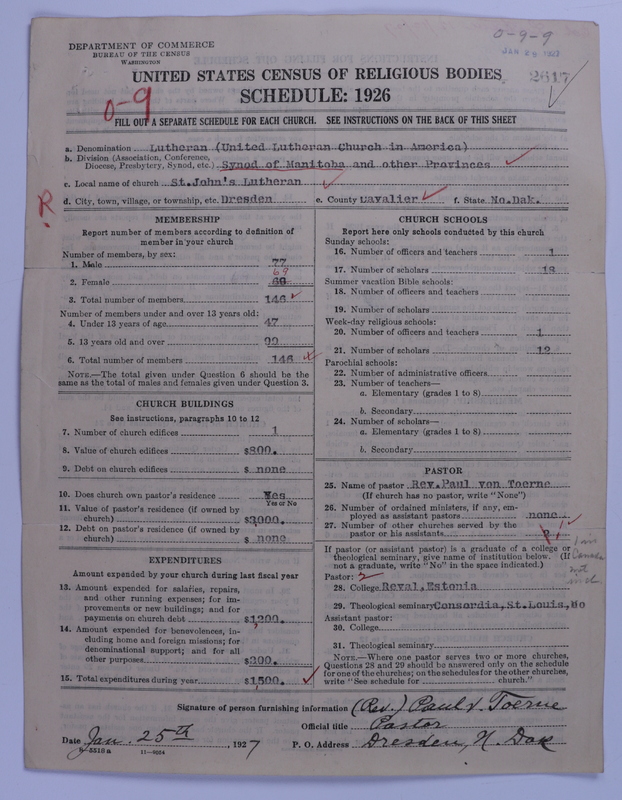 0-9-9
JAN 26 1927
DEPARTMENT OF COMMERCE
BUREAU OF THE CENSUS
WASHINGTON
UNITED STATES CENSUS OF RELIGIOUS BODIES
2617
SCHEDULE: 1926
0-9
FILL OUT A SEPARATE SCHEDULE FOR EACH CHURCH. SEE INSTRUCTIONS ON THE BACK OF THIS SHEET
a. Denomination Lutheran (United Lutheran Church in America)
b. Division (Association, Conference,
Diocese, Presbytery, Synod, etc.) Synod of Manitoba and other Provinces
c. Local name of church St.John's Lutheran
R
d. City, town, village, or township, etc. Dresden e. County Cavalier f. State No.Dak.
MEMBERSHIP
Report number of members according to definition of
member in your church
Number of members, by sex:
1. Male 77
69
2. Female
3. Total number of members 146
Number of members under and over 13 years old:
4. Under 13 years of age 47
5. 13 years old and over 99
6. Total number of members 146
NOTE.—The total given under Question 6 should be the
same as the total of males and females given under Question 3.
CHURCH BUILDINGS
See instructions, paragraphs 10 to 12
7. Number of church edifices 1
8. Value of church edifices $800.
9. Debt on church edifices $ none
10. Does church own pastor's residence Yes
Yes or No
11. Value of pastor's residence (if owned by
church) $3000.
12. Debt on pastor's residence (if owned by
church) $ none
EXPENDITURES
Amount expended by your church during last fiscal year
13. Amount expended for salaries, repairs,
and other running expenses; for im-
provements or new buildings; and for
payments on church debt $1200.
14. Amount expended for benevolences, in-
cluding home and foreign missions; for
denominational support; and for all
other purposes $300.
15. Total expenditures during year $1500.
CHURCH SCHOOLS
Report here only schools conducted by this church
Sunday schools:
16. Number of officers and teachers 1
17. Number of scholars 18
Summer vacation Bible schools:
18. Number of officers and teachers
19. Number of scholars
Week-day religious schools:
20. Number of officers and teachers 1
21. Number of scholars 12
Parochial schools:
22. Number of administrative officers
23. Number of teachers—
a. Elementary (grades 1 to 8)
b. Secondary
24. Number of scholars—
a. Elementary (grades 1 to 8)
b. Secondary
PASTOR
25. Name of pastor Rev.Paul von Toerne
(If church has no pastor, write "None")
26. Number of ordained ministers, if any, em-
ployed as assistant pastors none
27. Number of other churches served by the
pastor or his assistants
If pastor (or assistant pastor) is a graduate of a college or
theological seminary, give name of institution below. (If
not a graduate, write "No" in the space indicated.)
1 in
Canada
not
incl.
Pastor: 2
28. College Reval,Estonia
29. Theological seminary Consordia,St.Louis,Mo
Assistant pastor:
30. College
31. Theological seminary
NOTE.—Where one pastor serves two or more churches,
Questions 28 and 29 should be answered only on the schedule
for one of the churches; on the schedules for the other churches,
write "See schedule for church."
Signature of person furnishing information (Rev.) Paul v. Toerne
Official title Pastor
Date Jan. 25th, 1927 P. O. Address Dresden, N. Dak
8-3518a 11-9034